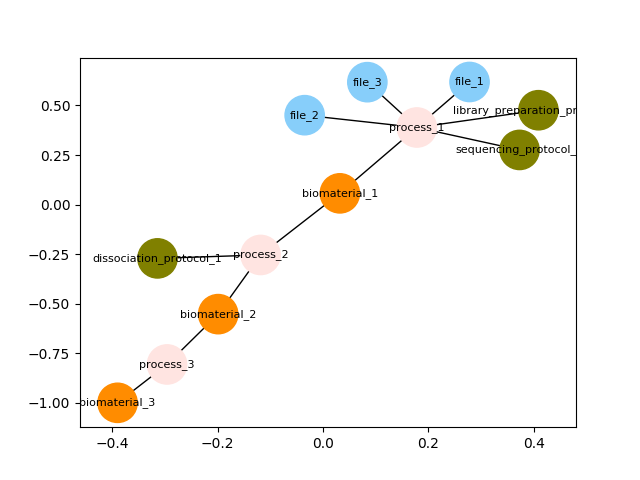 file_3
file_1
file_2
library_preparation_pr
process_1
sequencing_protocol_
biomaterial_1
dissociation_protocol_1
process_2
biomaterial_2
process_3
biomaterial_3
0.50
0.25
0.00
−0.25
−0.50
−0.75
−1.00
−0.4
−0.2
0.0
0.2
0.4